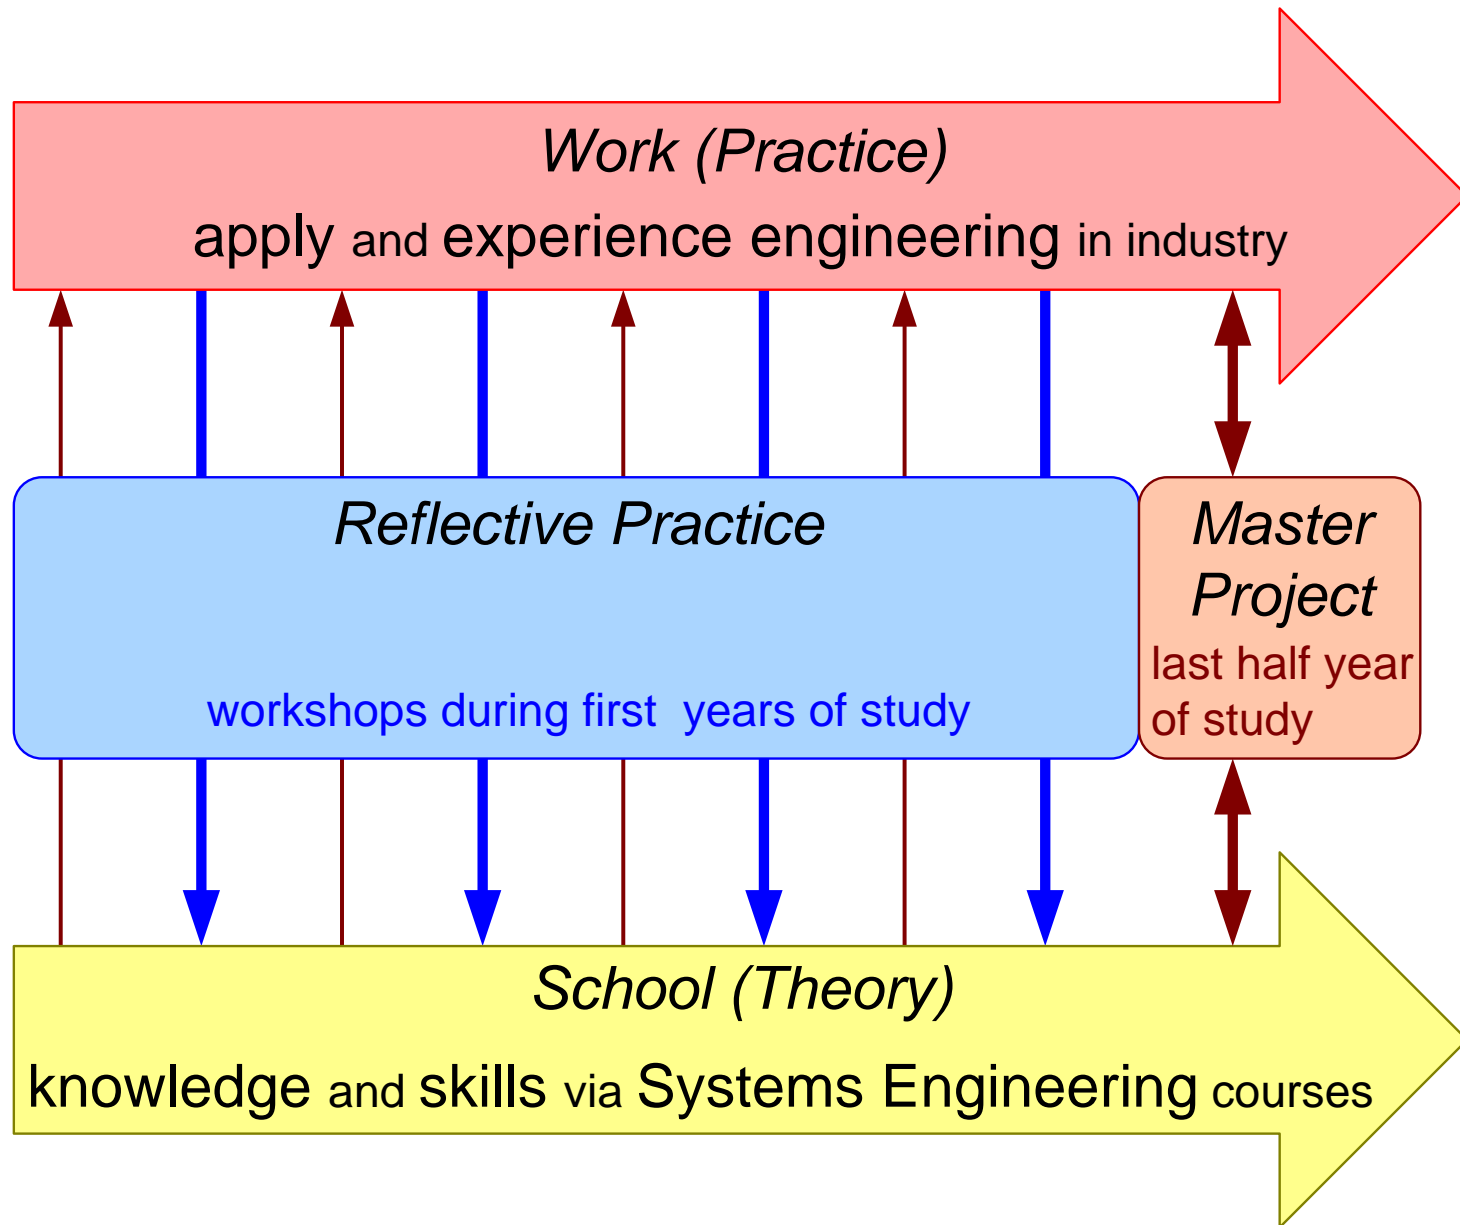 Work (Practice)
apply and experience engineering in industry
Reflective Practice
workshops during first  years of study
Master
Project
last half year
of study
School (Theory)
knowledge and skills via Systems Engineering courses